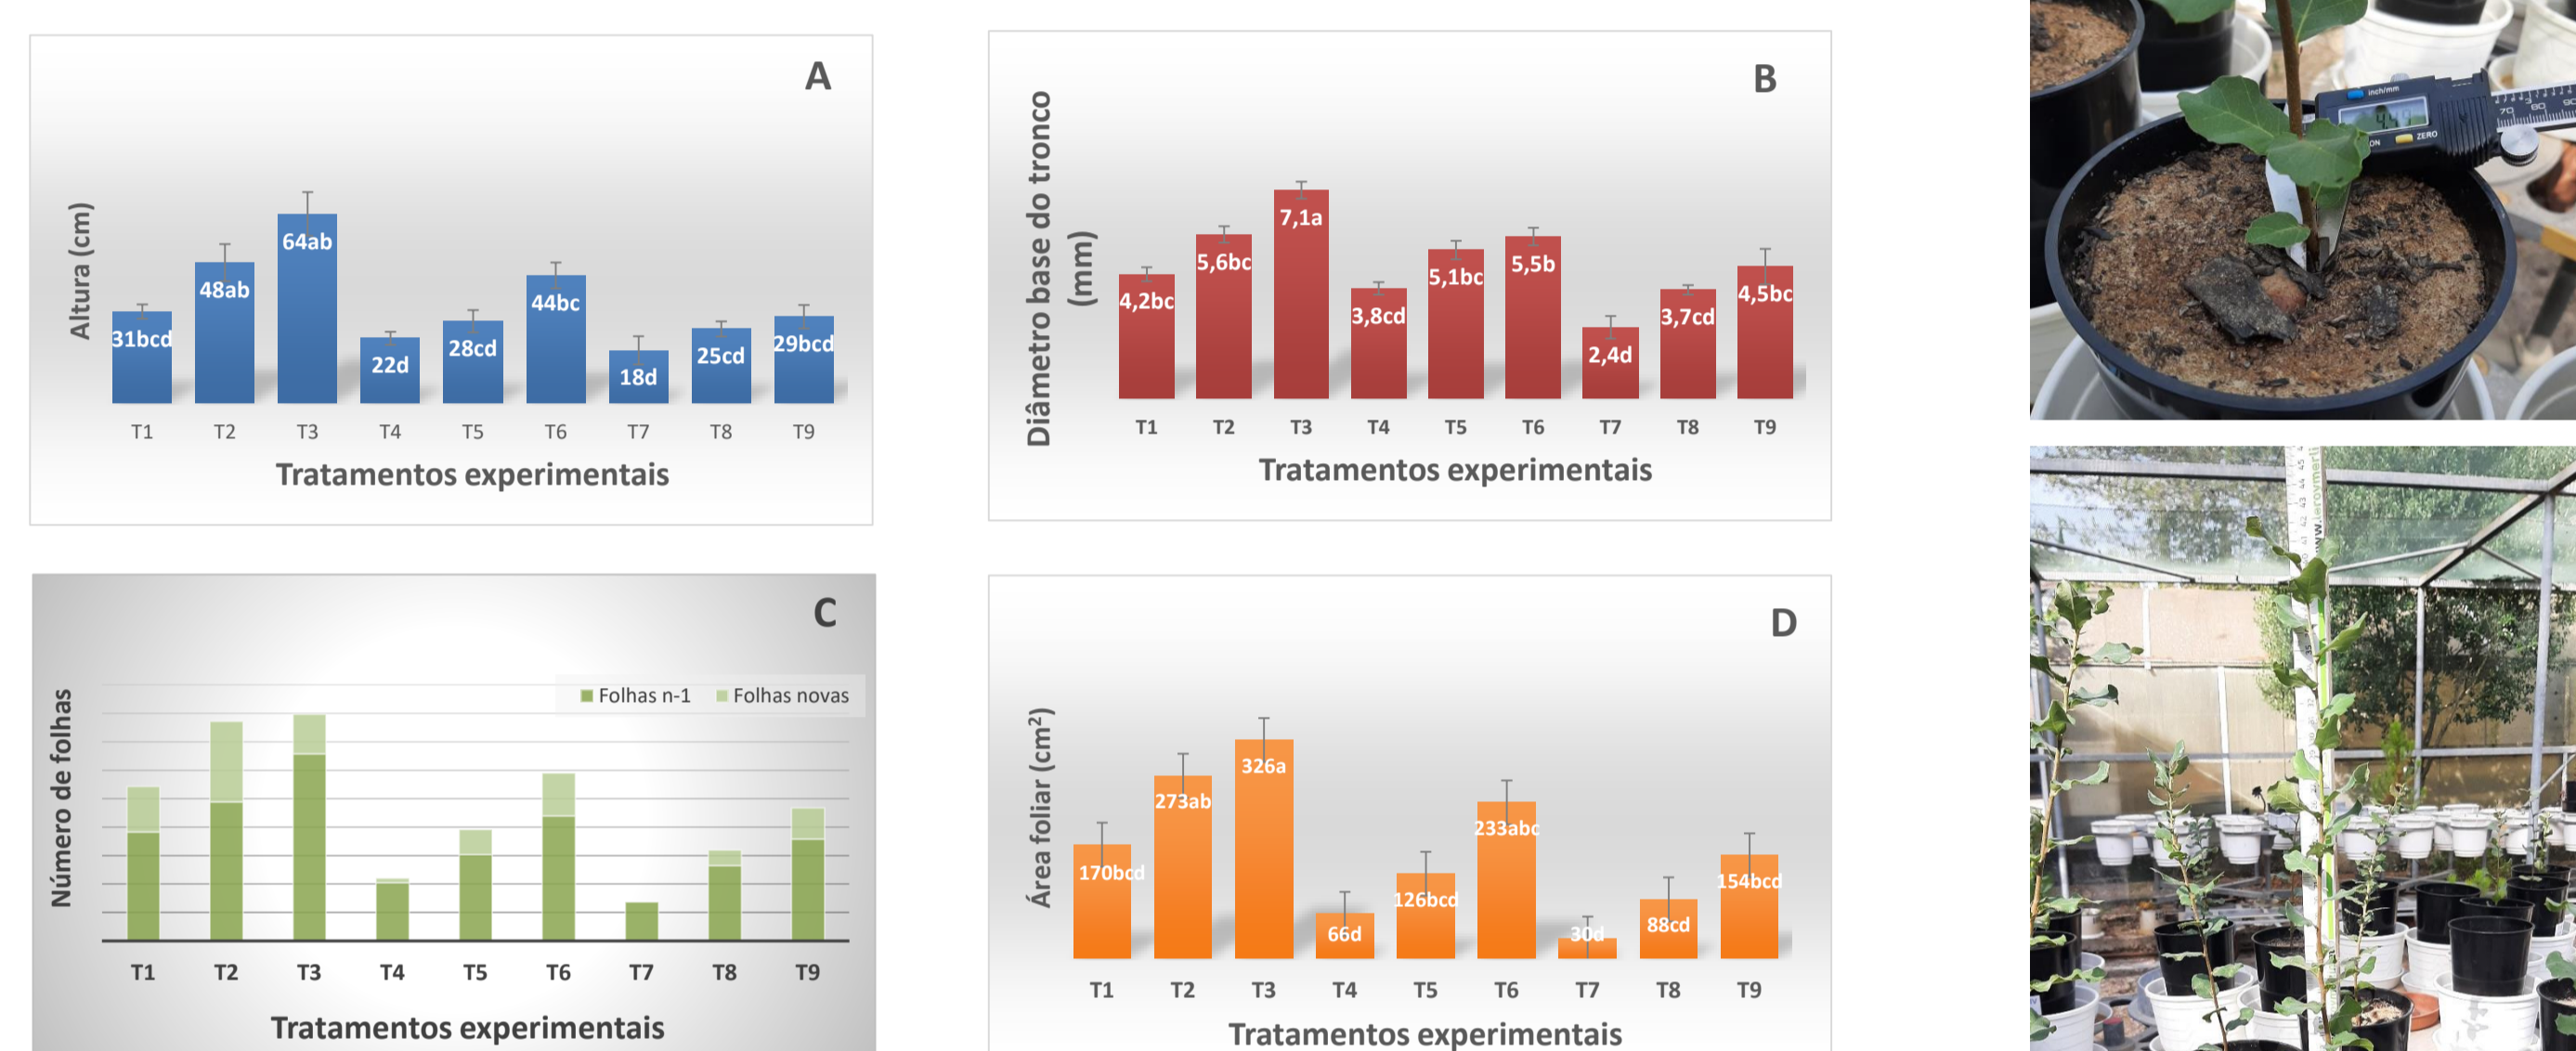 A
Altura (cm)
64ab
48ab
44bc
31bcd
29bcd
28cd
25cd
22d
18d
T1 T2 T3 T4 T5 T6 T7 T8 T9
Tratamentos experimentais
B
Diâmetro base do tronco
(mm)
7,1a
5,6bc
5,5b
5,1bc
4,5bc
4,2bc
3,8cd
3,7cd
2,4d
T1 T2 T3 T4 T5 T6 T7 T8 T9
Tratamentos experimentais
inch/mm
ZERO
C
Número de folhas
Folhas n-1 Folhas novas
T1 T2 T3 T4 T5 T6 T7 T8 T9
Tratamentos experimentais
D
Área foliar (cm²)
326a
273ab
233abc
170bcd
154bcd
126bcd
88cd
66d
30d
T1 T2 T3 T4 T5 T6 T7 T8 T9
Tratamentos experimentais